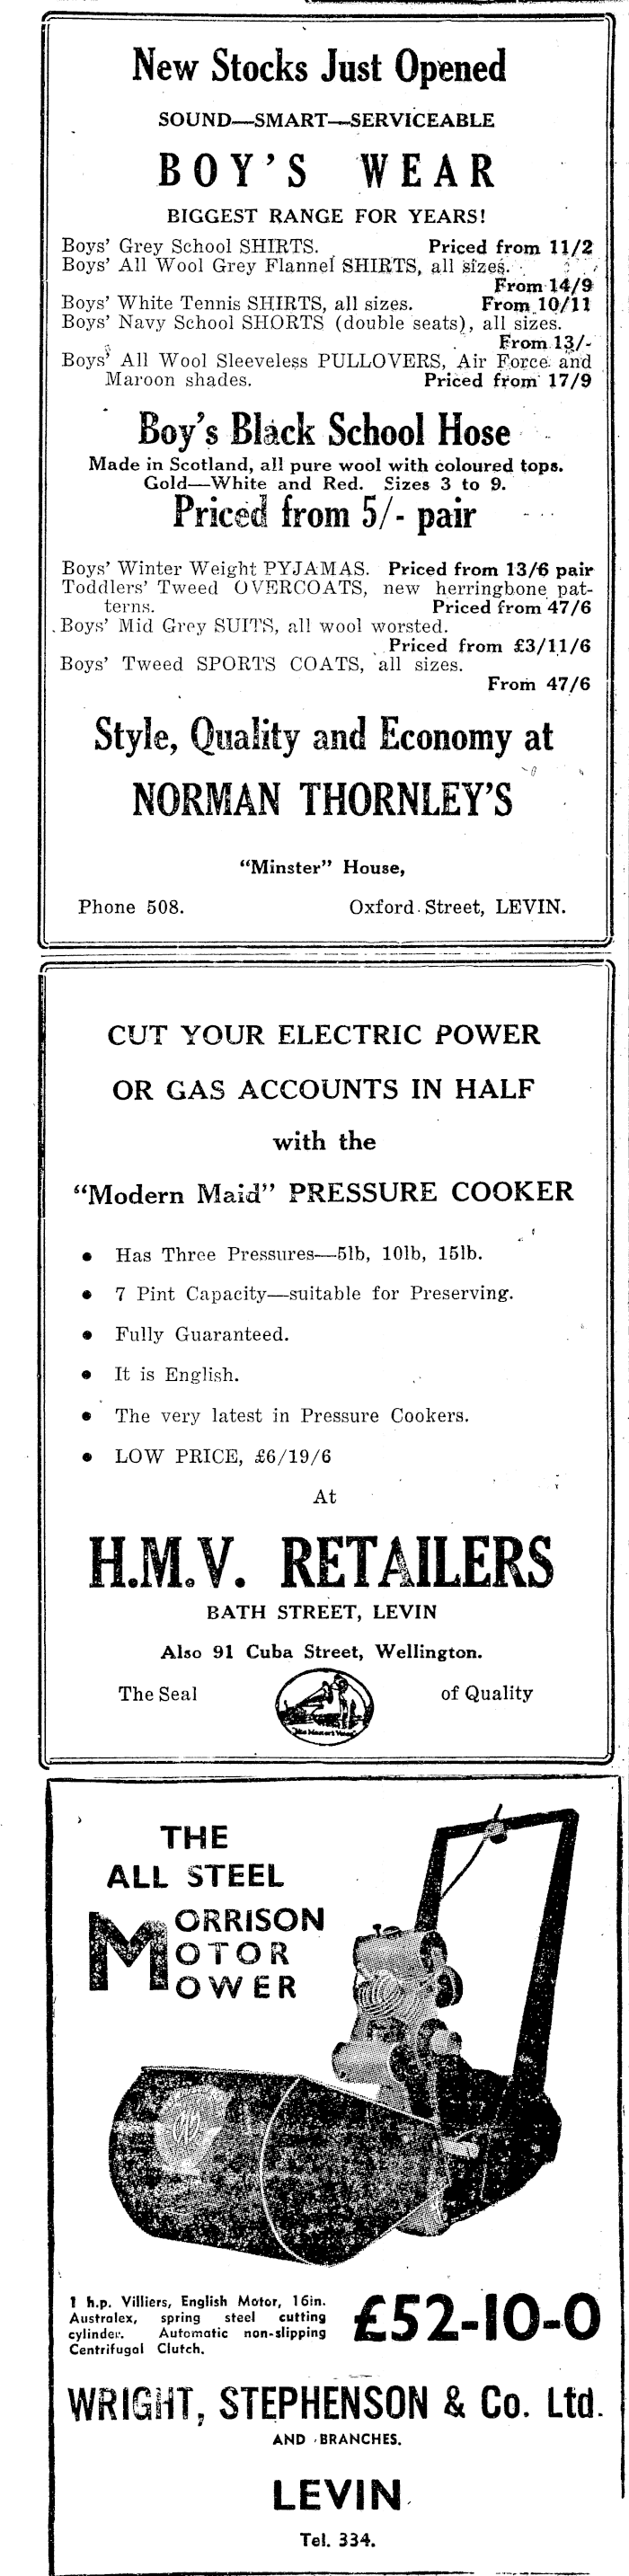 New Stocks Just Opened
SOUND—SMART—SERVICEABLE
BOY'S WEAR
BIGGEST RANGE FOR YEARS!
Boys' Grey School SHIRTS. Priced from 11/2
Boys' All Wool Grey Flannel SHIRTS, all sizes.
From 14/9
Boys' White Tennis SHIRTS, all sizes. From 10/11
Boys' Navy School SHORTS (double seats), all sizes.
From 13/-
Boys' All Wool Sleeveless PULLOVERS, Air Force and
Maroon shades. Priced from 17/9
Boy's Black School Hose
Made in Scotland, all pure wool with coloured tops.
Gold—White and Red. Sizes 3 to 9.
Priced from 5/- pair
Boys' Winter Weight PYJAMAS. Priced from 13/6 pair
Toddlers' Tweed OVERCOATS, new herringbone pat-
terns. Priced from 47/6
Boys' Mid Grey SUITS, all wool worsted.
Priced from £3/11/6
Boys' Tweed SPORTS COATS, all sizes.
From 47/6
Style, Quality and Economy at
NORMAN THORNLEY'S
"Minster" House,
Phone 508. Oxford Street, LEVIN.
CUT YOUR ELECTRIC POWER
OR GAS ACCOUNTS IN HALF
with the
"Modern Maid" PRESSURE COOKER
• Has Three Pressures—5lb, 10lb, 15lb.
• 7 Pint Capacity—suitable for Preserving.
• Fully Guaranteed.
• It is English.
• The very latest in Pressure Cookers.
• LOW PRICE, £6/19/6
At
H.M.V. RETAILERS
BATH STREET, LEVIN
Also 91 Cuba Street, Wellington.
The Seal of Quality
"His Master's Voice"
THE
ALL STEEL
MORRISON
MOTOR
MOWER
1 h.p. Villiers, English Motor, 16in.
Australex, spring steel cutting
cylinder. Automatic non-slipping
Centrifugal Clutch.
£52-10-0
WRIGHT, STEPHENSON & Co. Ltd.
AND BRANCHES.
LEVIN
Tel. 334.